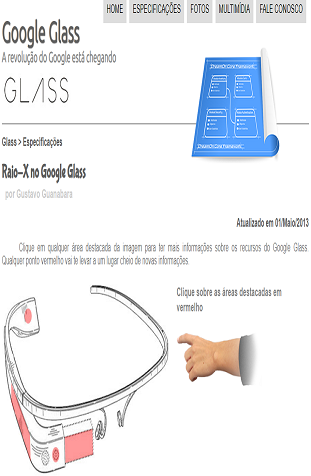 HOME ESPECIFICAÇÕES FOTOS MULTIMÍDIA FALE CONOSCO
Google Glass
A revolução do Google está chegando
GLASS
Glass > Especificações
Raio-X no Google Glass
por Gustavo Guanabara
Atualizado em 01/Maio/2013
Clique em qualquer área destacada da imagem para ter mais informações sobre os recursos do Google Glass
Qualquer ponto vermelho vai te levar a um lugar cheio de novas informações.
Clique sobre as áreas destacadas em
vermelho